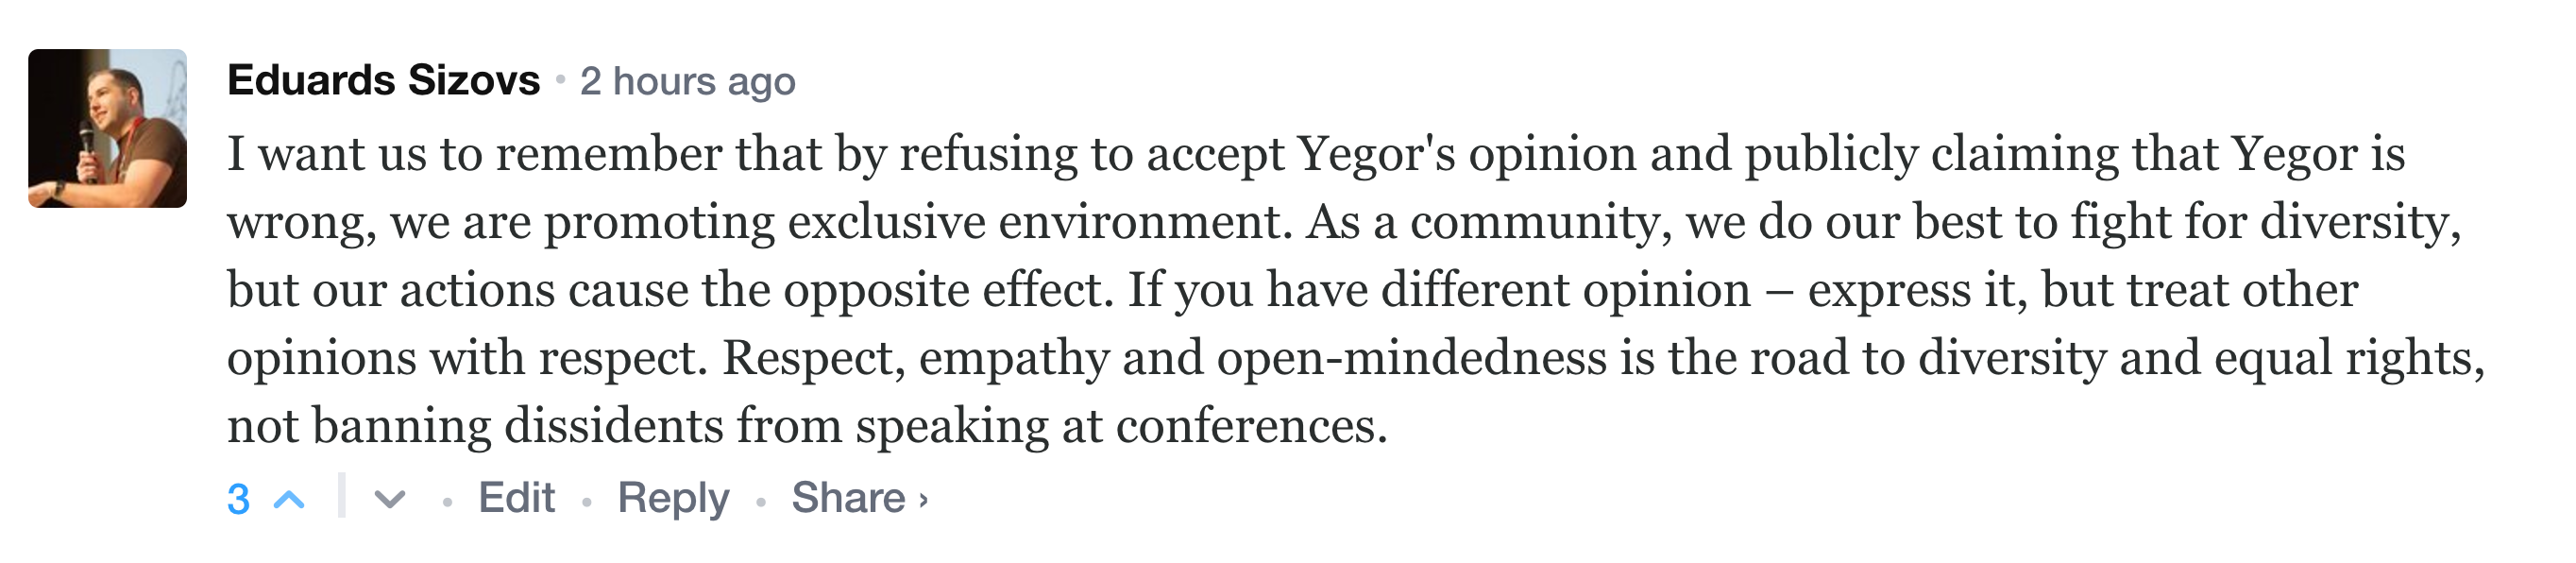 Eduards Sizovs • 2 hours ago
I want us to remember that by refusing to accept Yegor's opinion and publicly claiming that Yegor is
wrong, we are promoting exclusive environment. As a community, we do our best to fight for diversity,
but our actions cause the opposite effect. If you have different opinion – express it, but treat other
opinions with respect. Respect, empathy and open-mindedness is the road to diversity and equal rights,
not banning dissidents from speaking at conferences.
3 • Edit • Reply • Share ›